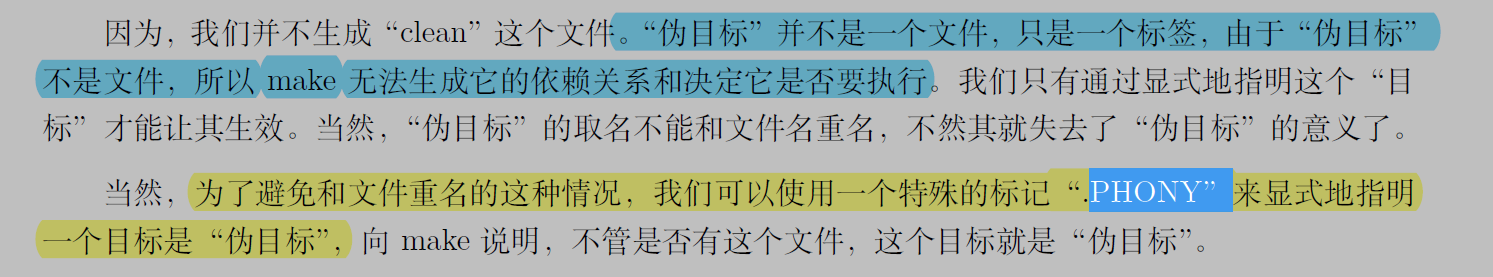 因为，我们并不生成“clean”这个文件。“伪目标”并不是一个文件，只是一个标签，由于“伪目标”
不是文件，所以 make 无法生成它的依赖关系和决定它是否要执行。我们只有通过显式地指明这个“目
标”才能让其生效。当然，“伪目标”的取名不能和文件名重名，不然其就失去了“伪目标”的意义了。
当然，为了避免和文件重名的这种情况，我们可以使用一个特殊的标记“.PHONY”来显式地指明
一个目标是“伪目标”，向 make 说明，不管是否有这个文件，这个目标就是“伪目标”。